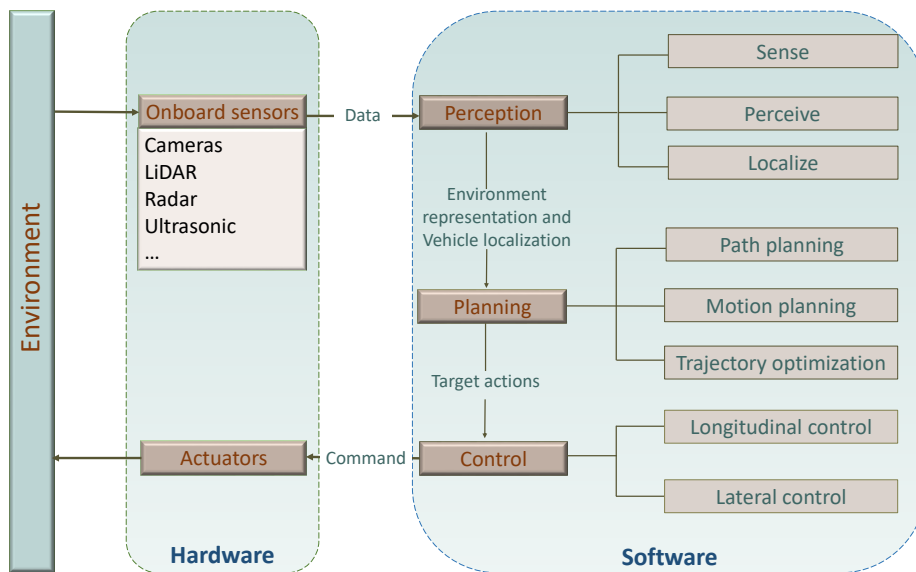 Environment
Onboard sensors
Cameras
LiDAR
Radar
Ultrasonic
...
Actuators
Hardware
Data
Command
Perception
Environment
representation and
Vehicle localization
Planning
Target actions
Control
Sense
Perceive
Localize
Path planning
Motion planning
Trajectory optimization
Longitudinal control
Lateral control
Software